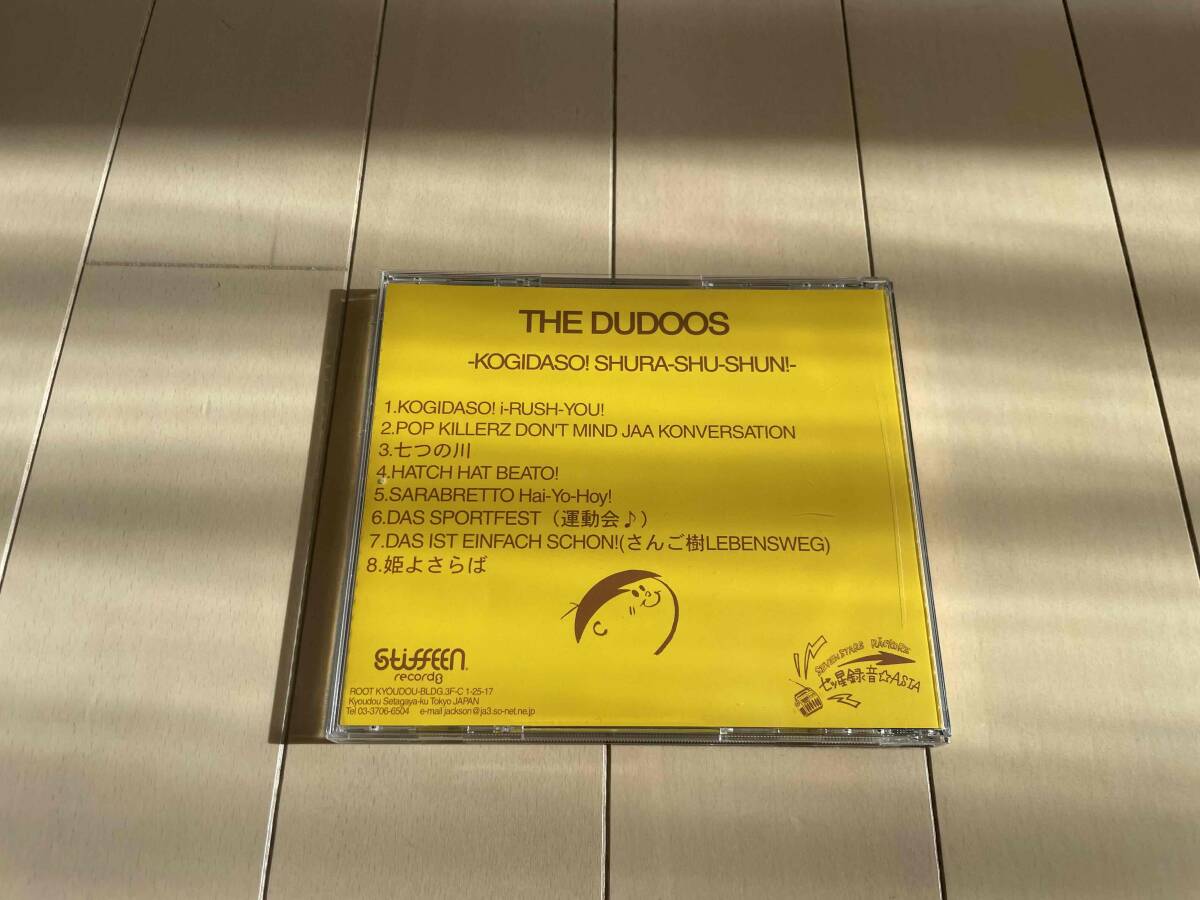 THE DUDOOS
-KOGIDASO! SHURA-SHU-SHUN!-
1.KOGIDASO! i-RUSH-YOU!
2.POP KILLERZ DON'T MIND JAA KONVERSATION
3.七つの川
4.HATCH HAT BEATO!
5.SARABRETTO Hai-Yo-Hoy!
6.DAS SPORTFEST（運動会♪）
7.DAS IST EINFACH SCHON!(さんご樹LEBENSWEG)
8.姫よさらば
StiffEEN
records
ROOT KYOUDOU-BLDG.3F-C 1-25-17
Kyoudou Setagaya-ku Tokyo JAPAN
Tel 03-3706-6504 e-mail jackson@ja3.so-net.ne.jp
SEVEN STARS
七ツ星録音☆ASTA